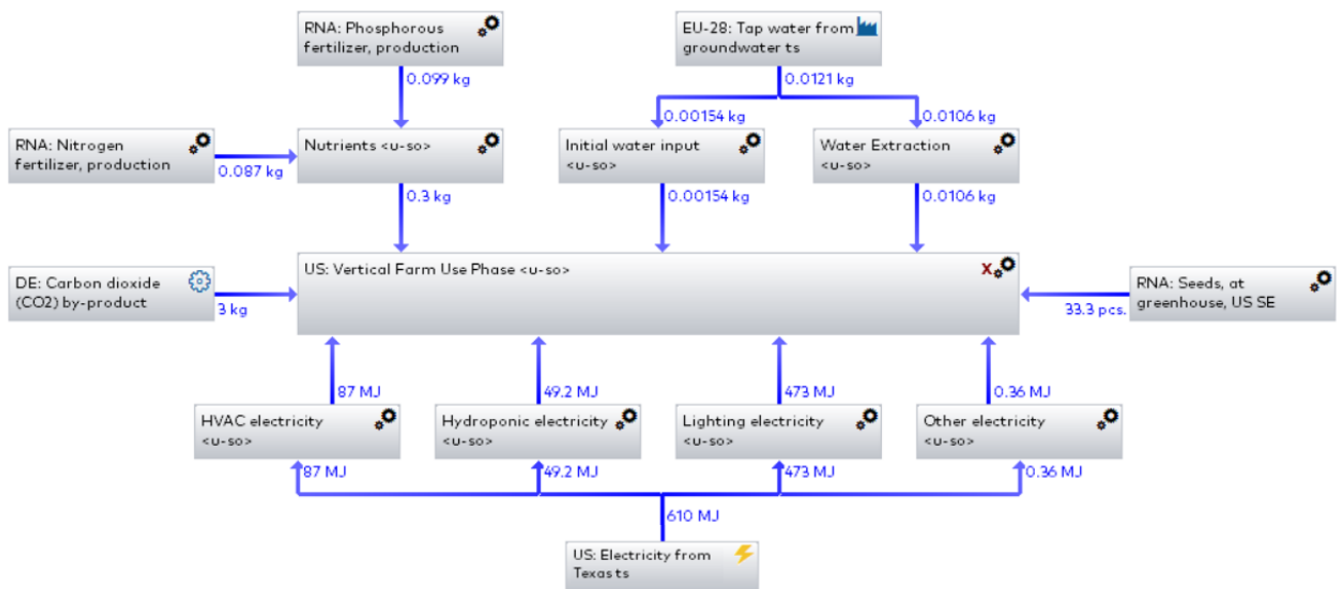 RNA: Phosphorous
fertilizer, production
EU-28: Tap water from
groundwater ts
0.099 kg
0.0121 kg
0.00154 kg
0.0106 kg
RNA: Nitrogen
fertilizer, production
Nutrients <u-so>
Initial water input
<u-so>
Water Extraction
<u-so>
0.087 kg
0.3 kg
0.00154 kg
0.0106 kg
DE: Carbon dioxide
(CO2) by-product
US: Vertical Farm Use Phase <u-so>
X
RNA: Seeds, at
greenhouse, US SE
3 kg
33.3 pcs.
87 MJ
49.2 MJ
473 MJ
0.36 MJ
HVAC electricity
<u-so>
Hydroponic electricity
<u-so>
Lighting electricity
<u-so>
Other electricity
<u-so>
87 MJ
49.2 MJ
473 MJ
0.36 MJ
610 MJ
US: Electricity from
Texas ts